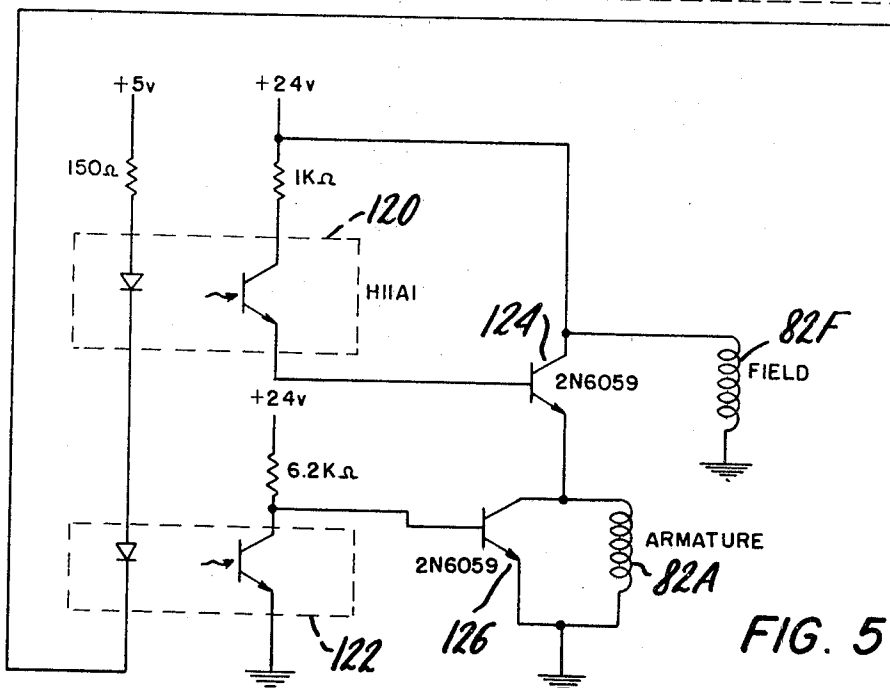 +5v
+24v
150Ω
1KΩ
120
H11A1
124
82F
2N6059
FIELD
+24v
6.2KΩ
ARMATURE
2N6059
82A
126
122
FIG. 5